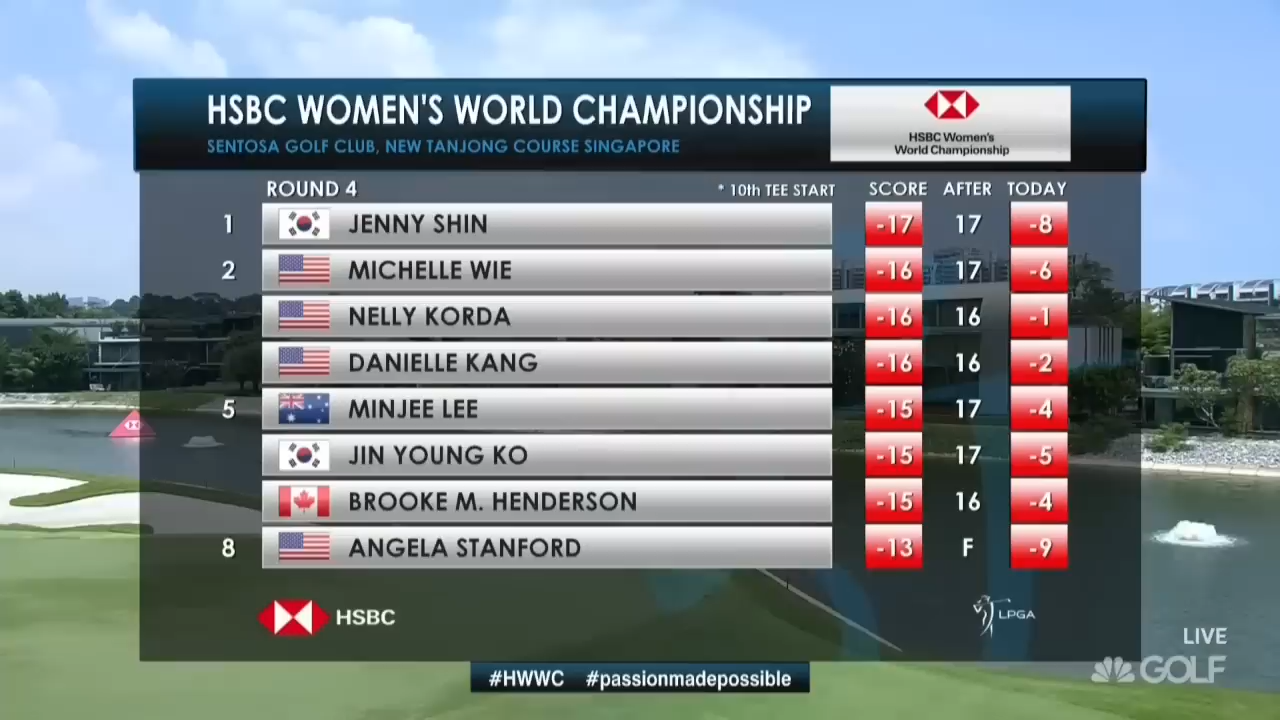 HSBC WOMEN'S WORLD CHAMPIONSHIP
SENTOSA GOLF CLUB, NEW TANJONG COURSE SINGAPORE
HSBC Women's
World Championship
ROUND 4 * 10th TEE START SCORE AFTER TODAY
1 JENNY SHIN -17 17 -8
2 MICHELLE WIE -16 17 -6
NELLY KORDA -16 16 -1
DANIELLE KANG -16 16 -2
5 MINJEE LEE -15 17 -4
JIN YOUNG KO -15 17 -5
BROOKE M. HENDERSON -15 16 -4
8 ANGELA STANFORD -13 F -9
HSBC LPGA
LIVE
GOLF
#HWWC #passionmadepossible